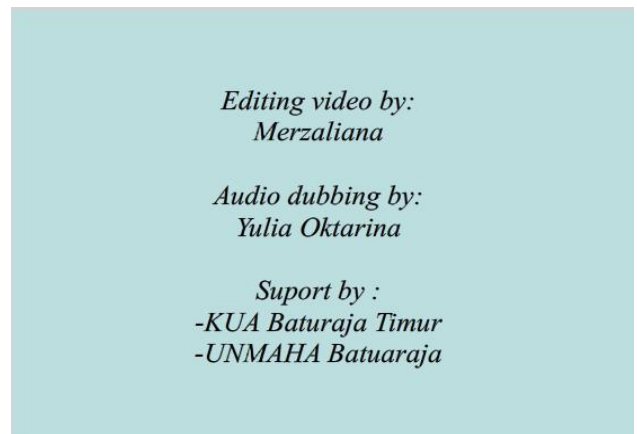 Editing video by:
Merzaliana
Audio dubbing by:
Yulia Oktarina
Suport by :
-KUA Baturaja Timur
-UNMAHA Batuaraja